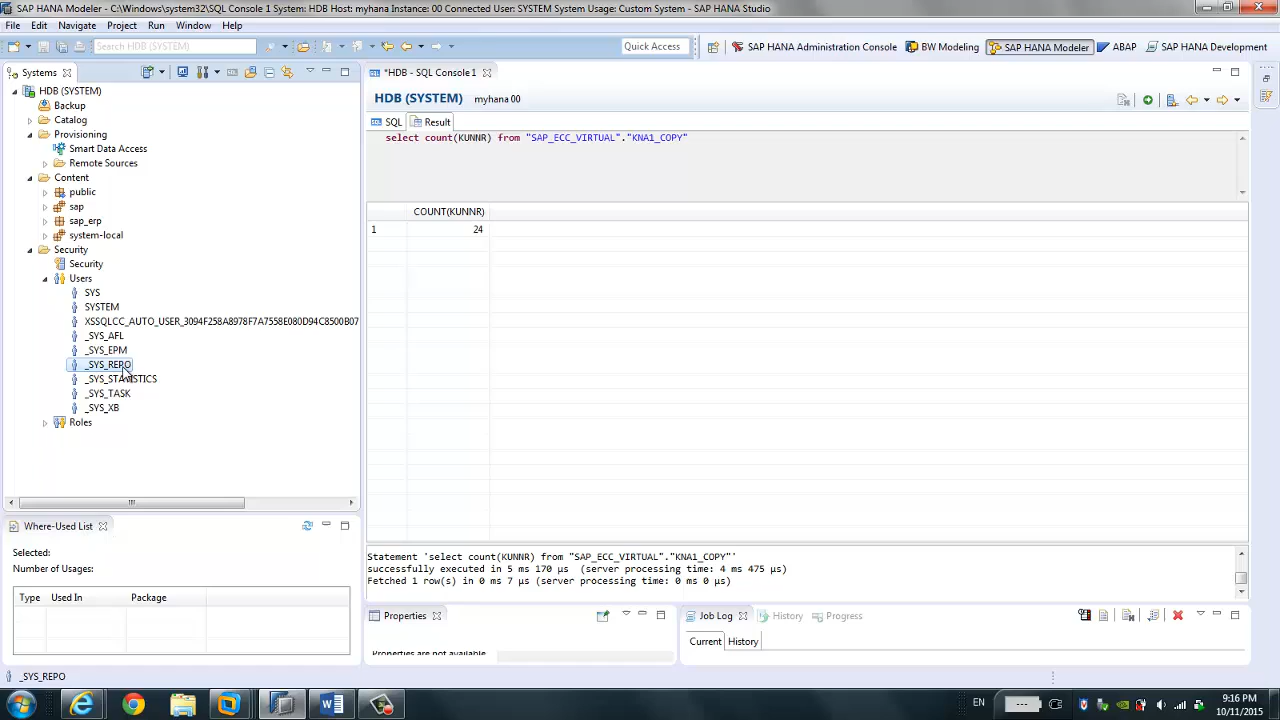 SAP HANA Modeler - C:\Windows\system32\SQL Console 1 System: HDB Host: myhana Instance: 00 Connected User: SYSTEM System Usage: Custom System - SAP HANA Studio
File Edit Navigate Project Run Window Help
Search HDB (SYSTEM)
Quick Access
SAP HANA Administration Console
BW Modeling
SAP HANA Modeler
ABAP
SAP HANA Development
Systems
HDB (SYSTEM)
Backup
Catalog
Provisioning
Smart Data Access
Remote Sources
Content
public
sap
sap_erp
system-local
Security
Security
Users
SYS
SYSTEM
XSSQLCC_AUTO_USER_3094F258A8978F7A7558E080D94C8500B07
_SYS_AFL
_SYS_EPM
_SYS_REPO
_SYS_STATISTICS
_SYS_TASK
_SYS_XB
Roles
Where-Used List
Selected:
Number of Usages:
Type Used In Package
_SYS_REPO
*HDB - SQL Console 1
HDB (SYSTEM) myhana 00
SQL Result
select count(KUNNR) from "SAP_ECC_VIRTUAL"."KNA1_COPY"
COUNT(KUNNR)
1 24
Statement 'select count(KUNNR) from "SAP_ECC_VIRTUAL"."KNA1_COPY"'
successfully executed in 5 ms 170 µs (server processing time: 4 ms 475 µs)
Fetched 1 row(s) in 0 ms 7 µs (server processing time: 0 ms 0 µs)
Properties
Properties are not available.
Job Log History Progress
Current History
EN
9:16 PM
10/11/2015